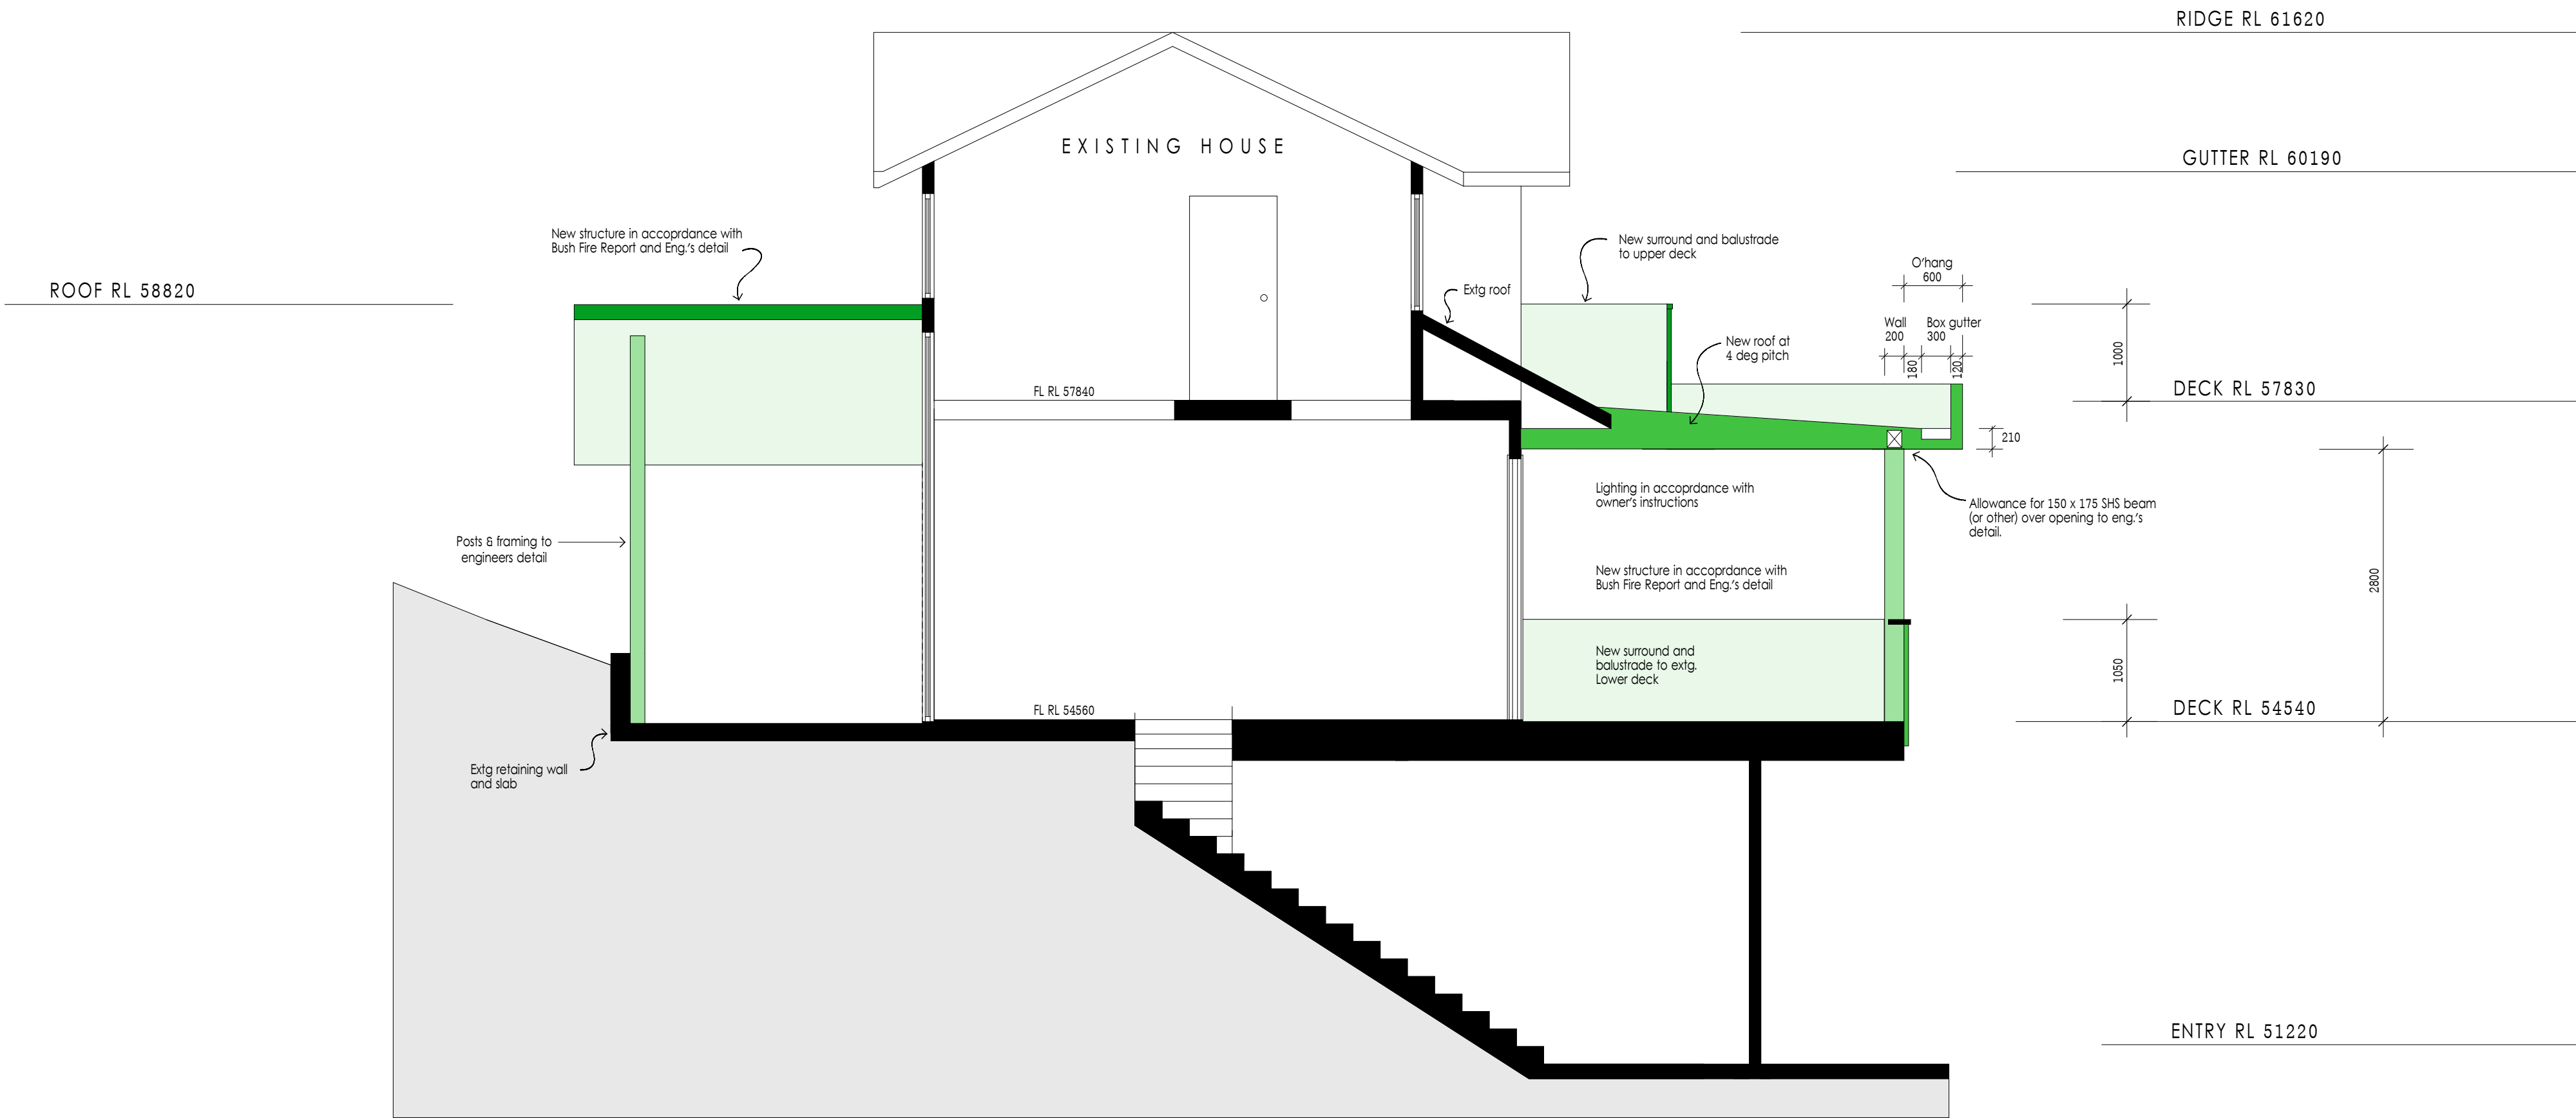 RIDGE RL 61620
EXISTING HOUSE
GUTTER RL 60190
New structure in accoprdance with
Bush Fire Report and Eng.'s detail
New surround and balustrade
to upper deck
O'hang
600
ROOF RL 58820
Extg roof
Wall
200
Box gutter
300
New roof at
4 deg pitch
180
120
1000
FL RL 57840
DECK RL 57830
210
Lighting in accoprdance with
owner's instructions
Allowance for 150 x 175 SHS beam
(or other) over opening to eng.'s
detail.
Posts & framing to
engineers detail
New structure in accoprdance with
Bush Fire Report and Eng.'s detail
2800
New surround and
balustrade to extg.
Lower deck
1050
FL RL 54560
DECK RL 54540
Extg retaining wall
and slab
ENTRY RL 51220